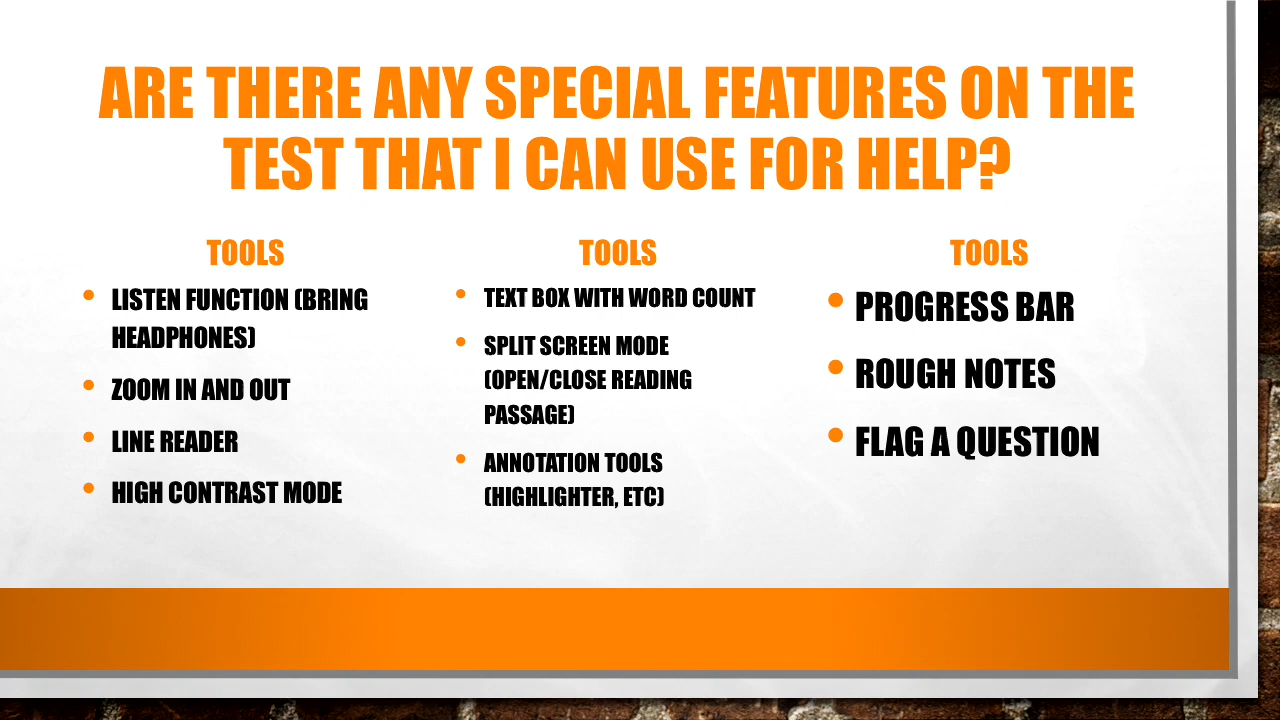 ARE THERE ANY SPECIAL FEATURES ON THE
TEST THAT I CAN USE FOR HELP?
TOOLS
• LISTEN FUNCTION (BRING
HEADPHONES)
• ZOOM IN AND OUT
• LINE READER
• HIGH CONTRAST MODE
TOOLS
• TEXT BOX WITH WORD COUNT
• SPLIT SCREEN MODE
(OPEN/CLOSE READING
PASSAGE)
• ANNOTATION TOOLS
(HIGHLIGHTER, ETC)
TOOLS
• PROGRESS BAR
• ROUGH NOTES
• FLAG A QUESTION